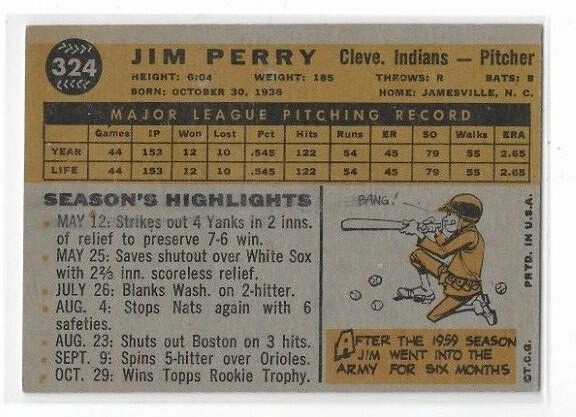 324
JIM PERRY Cleve. Indians — Pitcher
HEIGHT: 6:04 WEIGHT: 185 THROWS: R BATS: B
BORN: OCTOBER 30, 1936 HOME: JAMESVILLE, N. C.
MAJOR LEAGUE PITCHING RECORD
Games IP Won Lost Pct Hits Runs ER SO Walks ERA
YEAR 44 153 12 10 .545 122 54 45 79 55 2.65
LIFE 44 153 12 10 .545 122 54 45 79 55 2.65
SEASON'S HIGHLIGHTS
• MAY 12: Strikes out 4 Yanks in 2 inns.
of relief to preserve 7-6 win.
• MAY 25: Saves shutout over White Sox
with 2⅔ inn. scoreless relief.
• JULY 26: Blanks Wash. on 2-hitter.
• AUG. 4: Stops Nats again with 6
safeties.
• AUG. 23: Shuts out Boston on 3 hits.
• SEPT. 9: Spins 5-hitter over Orioles.
• OCT. 29: Wins Topps Rookie Trophy.
BANG!
AFTER THE 1959 SEASON
JIM WENT INTO THE
ARMY FOR SIX MONTHS
©T.C.G. PRTD. IN U.S.A.